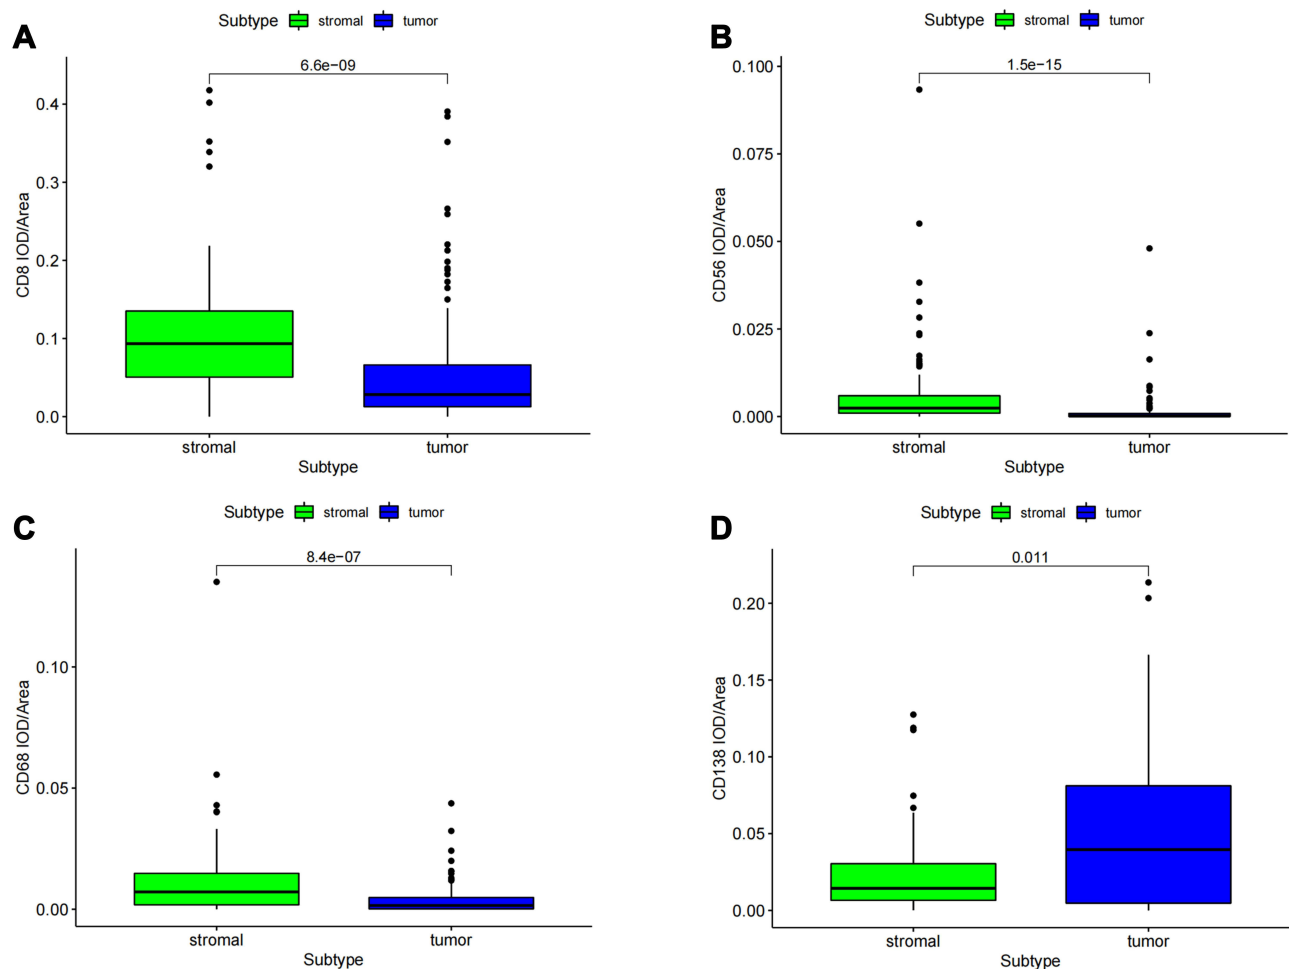 A
Subtype stromal tumor
6.6e−09
CD8 IOD/Area
0.4
0.3
0.2
0.1
0.0
stromal tumor
Subtype
B
Subtype stromal tumor
1.5e−15
CD56 IOD/Area
0.100
0.075
0.050
0.025
0.000
stromal tumor
Subtype
C
Subtype stromal tumor
8.4e−07
CD68 IOD/Area
0.10
0.05
0.00
stromal tumor
Subtype
D
Subtype stromal tumor
0.011
CD138 IOD/Area
0.20
0.15
0.10
0.05
0.00
stromal tumor
Subtype